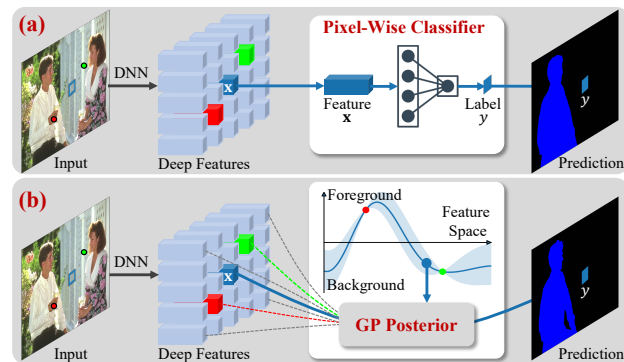 (a)
Pixel-Wise Classifier
DNN
x
Feature
x
Label
y
y
Input
Deep Features
Prediction
(b)
Foreground
Feature
Space
DNN
x
Background
GP Posterior
y
Input
Deep Features
Prediction